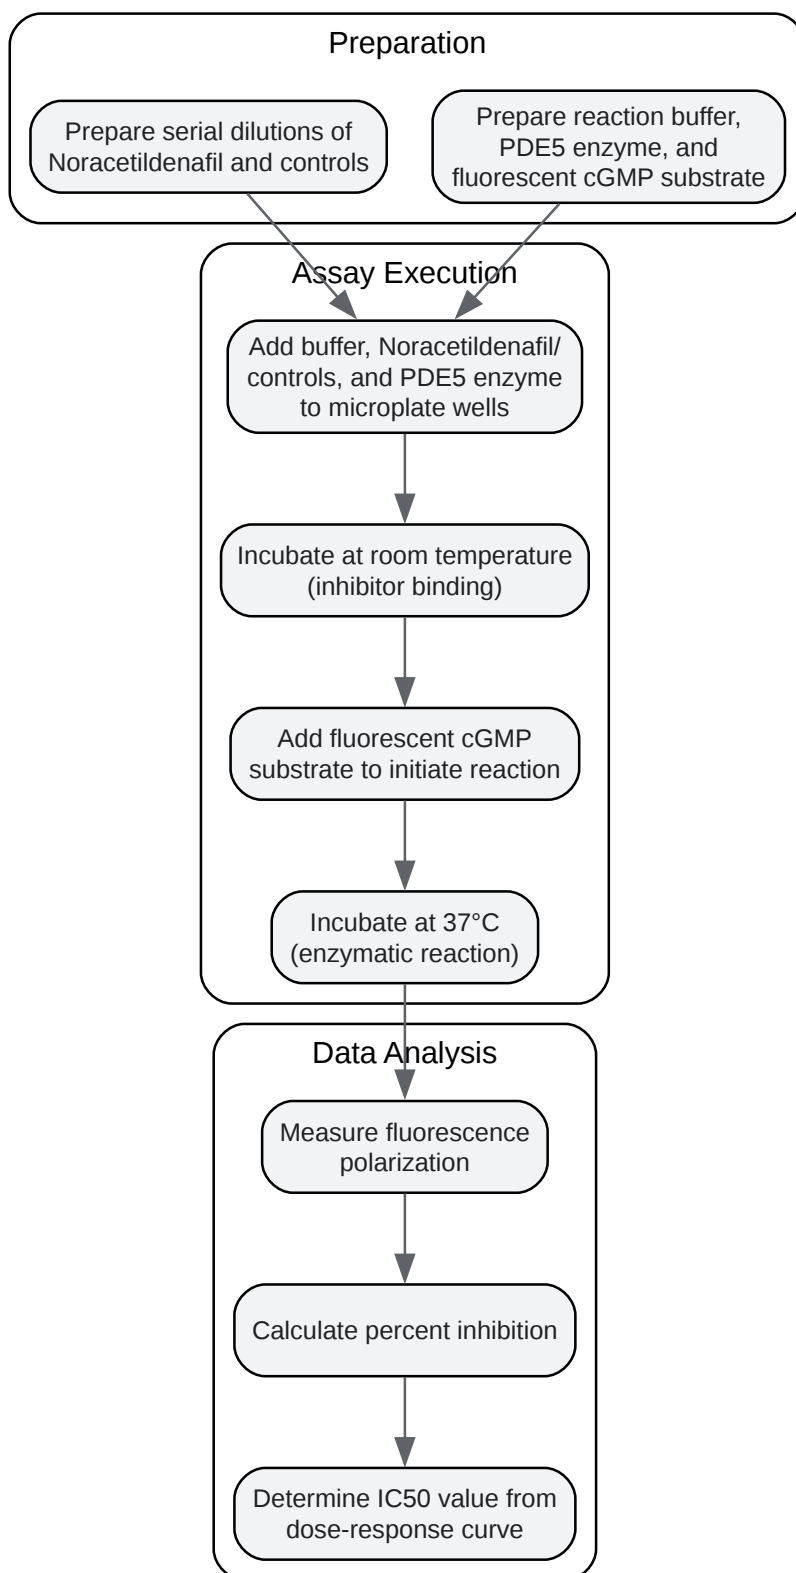 Preparation
Prepare serial dilutions of
Noracetildenafil and controls
Prepare reaction buffer,
PDE5 enzyme, and
fluorescent cGMP substrate
Assay Execution
Add buffer, Noracetildenafil/
controls, and PDE5 enzyme
to microplate wells
Incubate at room temperature
(inhibitor binding)
Add fluorescent cGMP
substrate to initiate reaction
Incubate at 37°C
(enzymatic reaction)
Data Analysis
Measure fluorescence
polarization
Calculate percent inhibition
Determine IC50 value from
dose-response curve